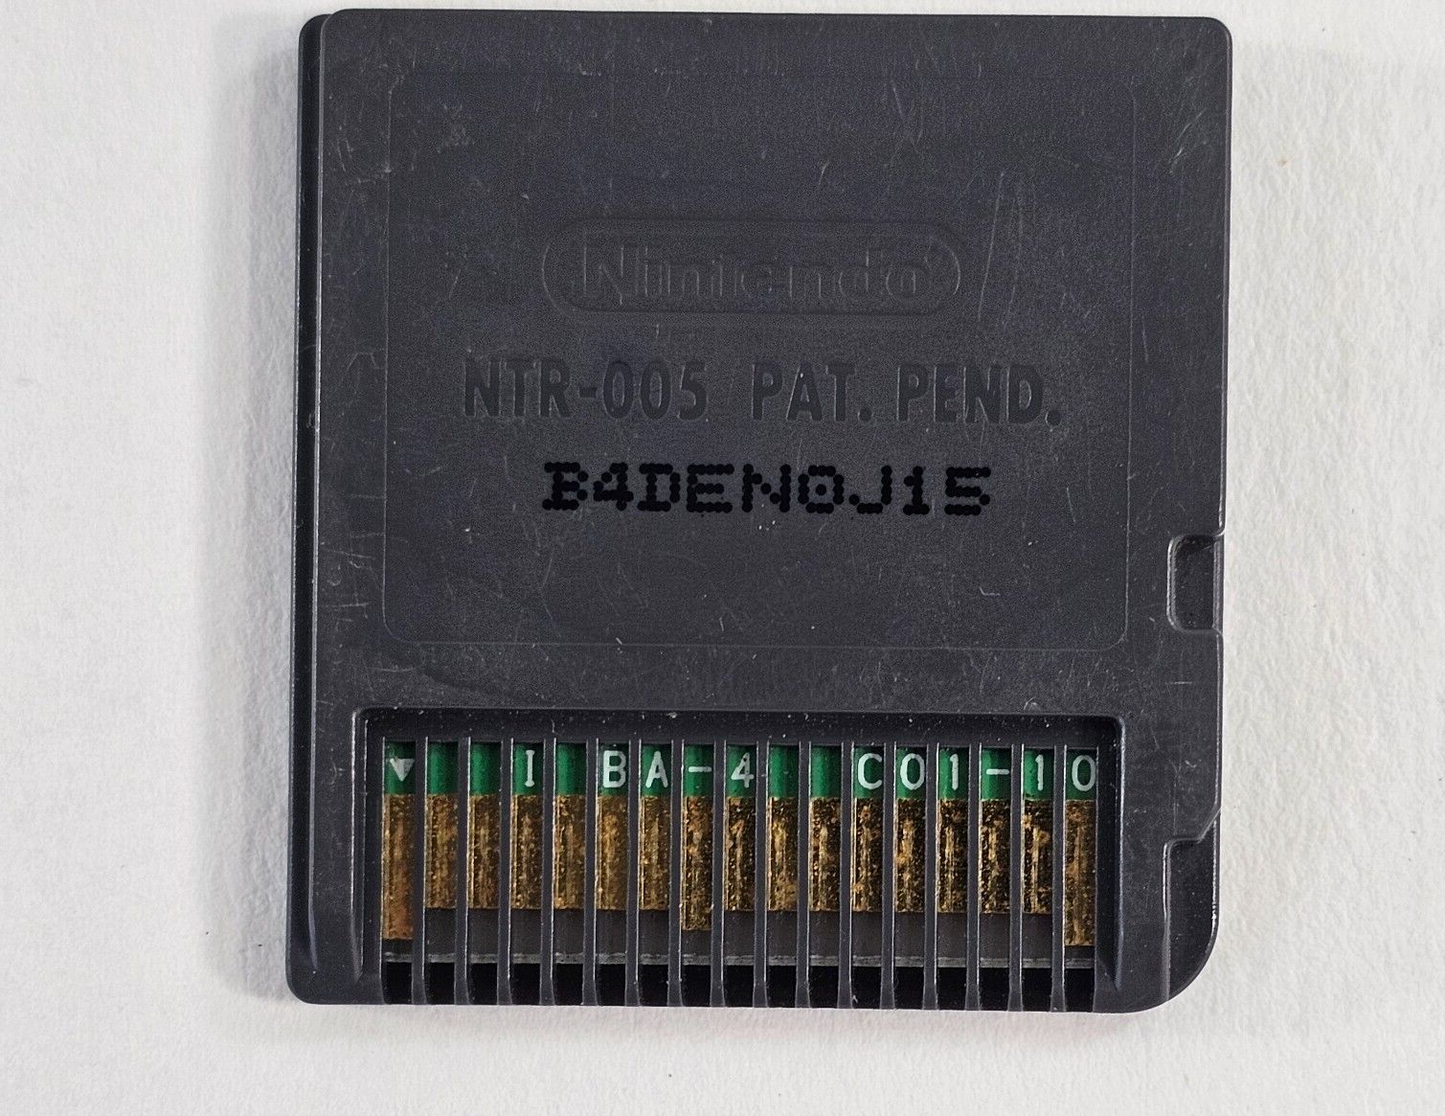 Nintendo
NTR-005 PAT. PEND.
B4DEN0J15
▼ I BA-4 C01-10